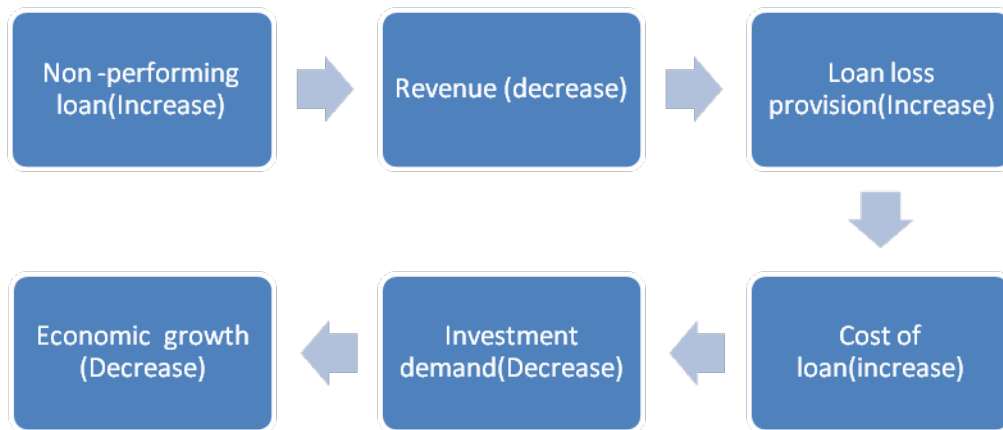 Non -performing
loan(Increase)
Revenue (decrease)
Loan loss
provision(Increase)
Cost of
loan(increase)
Investment
demand(Decrease)
Economic growth
(Decrease)